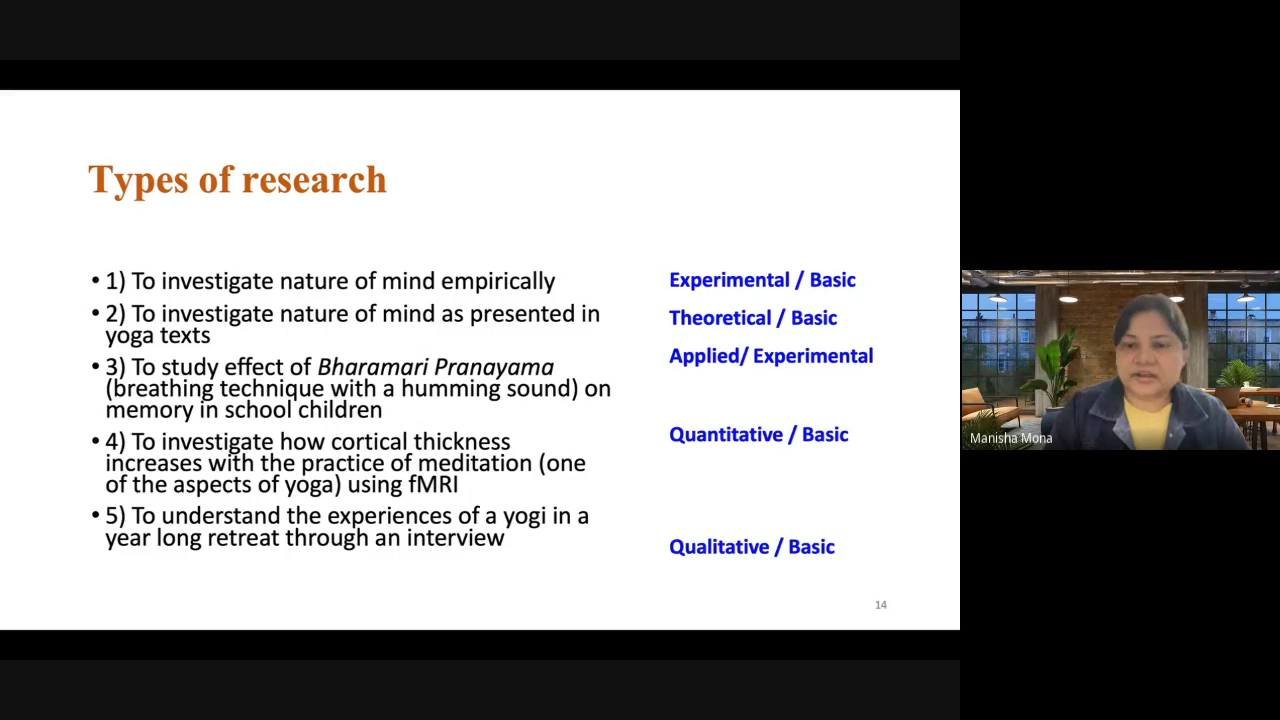 Types of research
• 1) To investigate nature of mind empirically
Experimental / Basic
• 2) To investigate nature of mind as presented in
yoga texts
Theoretical / Basic
• 3) To study effect of Bharamari Pranayama
(breathing technique with a humming sound) on
memory in school children
Applied/ Experimental
• 4) To investigate how cortical thickness
increases with the practice of meditation (one
of the aspects of yoga) using fMRI
Quantitative / Basic
• 5) To understand the experiences of a yogi in a
year long retreat through an interview
Qualitative / Basic
14
Manisha Mona